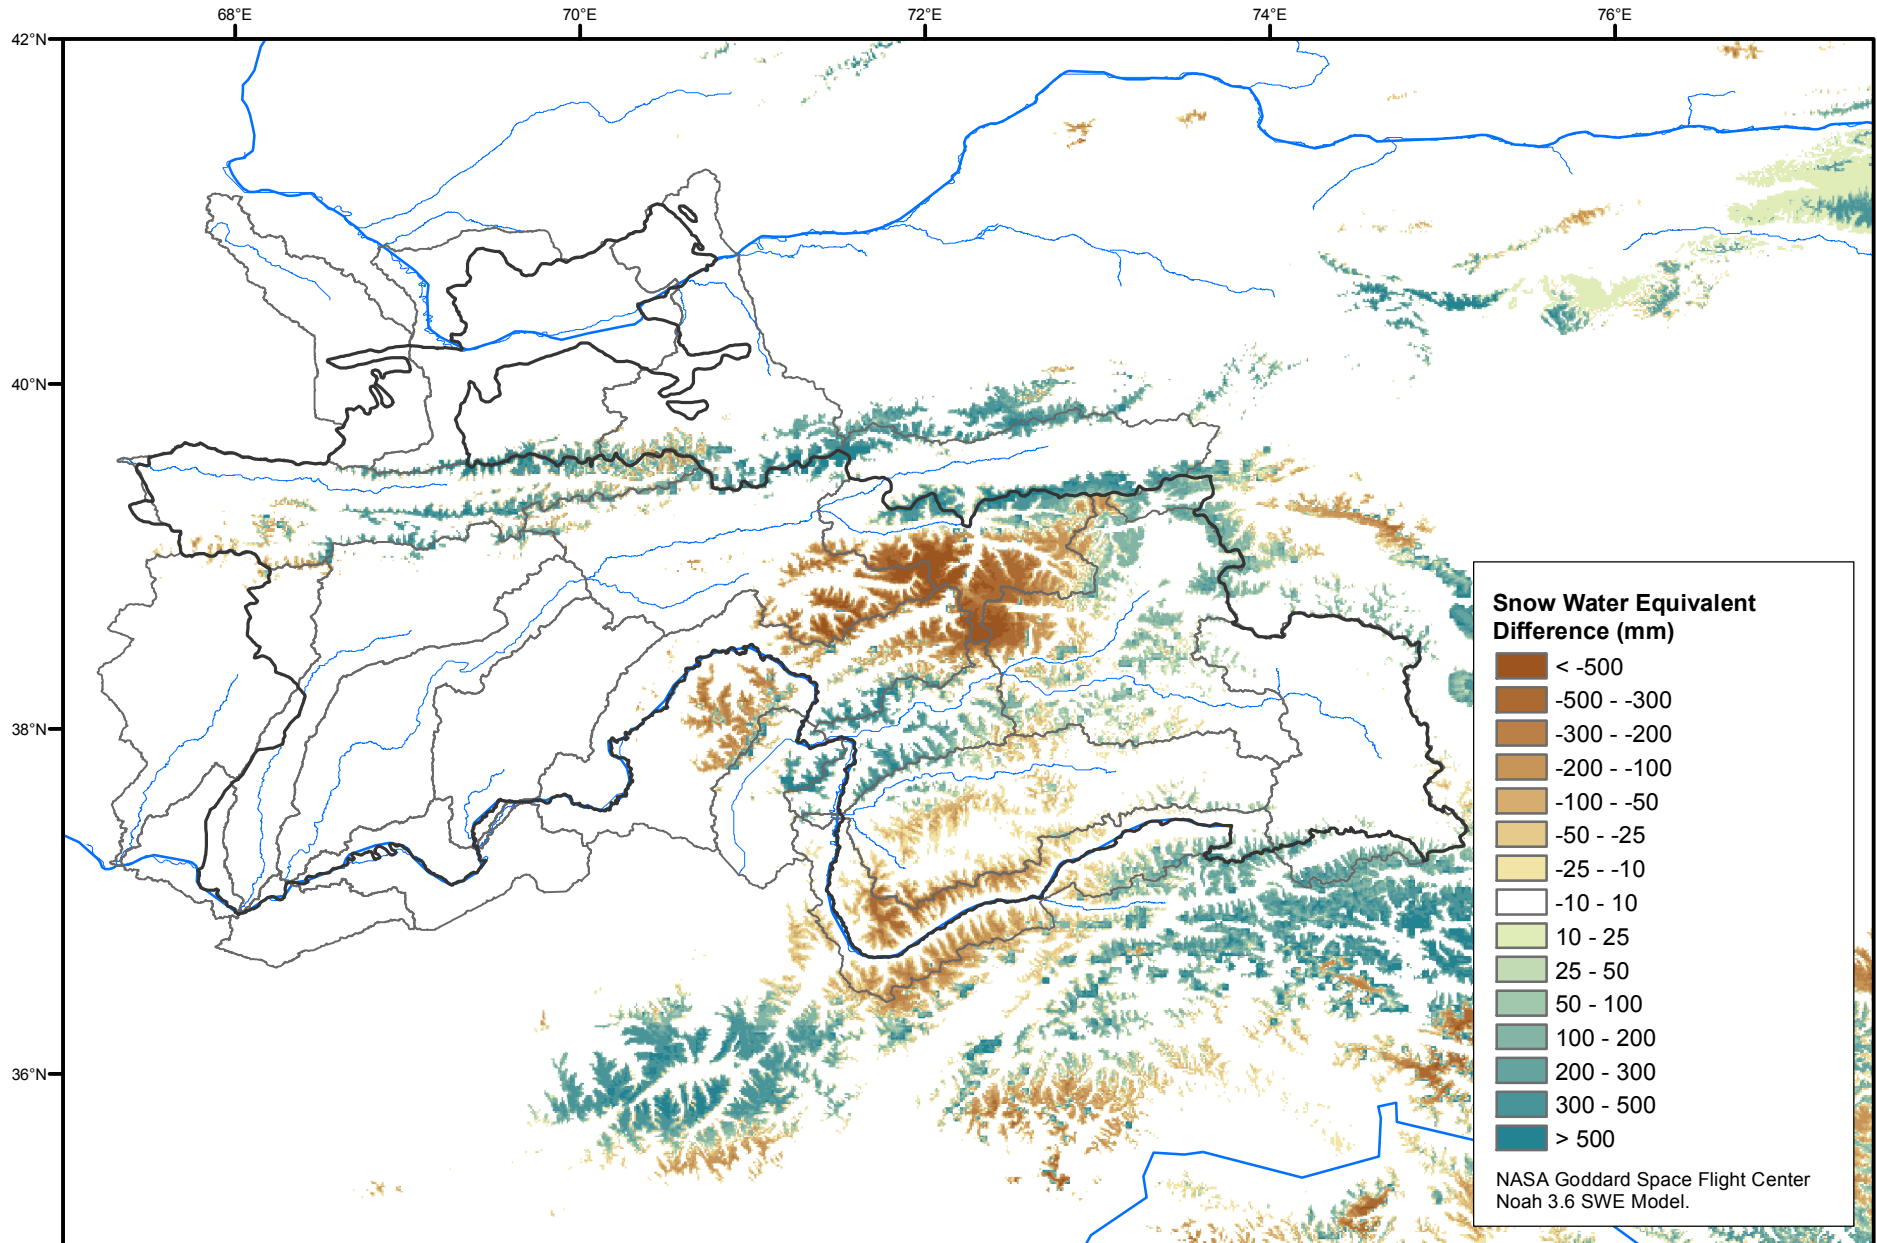 68°E 70°E 72°E 74°E 76°E
42°N
40°N
38°N
36°N
Snow Water Equivalent
Difference (mm)
< -500
-500 - -300
-300 - -200
-200 - -100
-100 - -50
-50 - -25
-25 - -10
-10 - 10
10 - 25
25 - 50
50 - 100
100 - 200
200 - 300
300 - 500
> 500
NASA Goddard Space Flight Center
Noah 3.6 SWE Model.